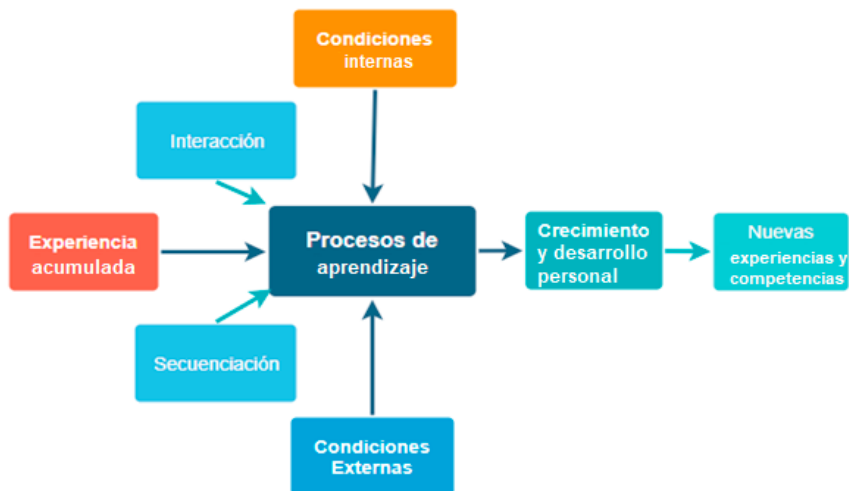 Condiciones
internas
Interacción
Experiencia
acumulada
Procesos de
aprendizaje
Crecimiento
y desarrollo
personal
Nuevas
experiencias y
competencias
Secuenciación
Condiciones
Externas